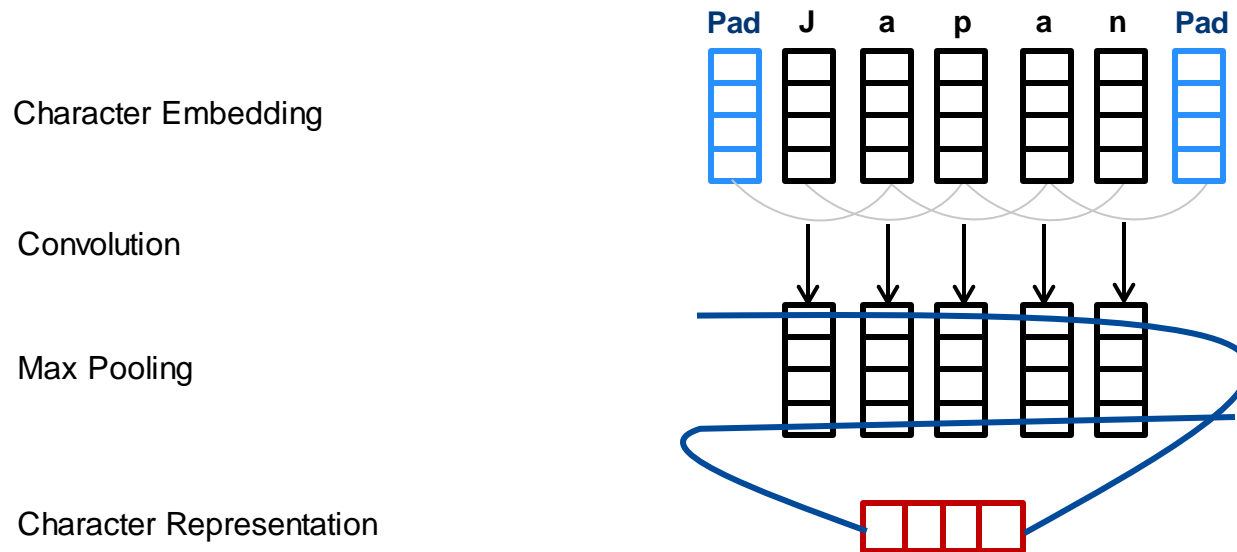 Pad J a p a n Pad
Character Embedding
Convolution
Max Pooling
Character Representation